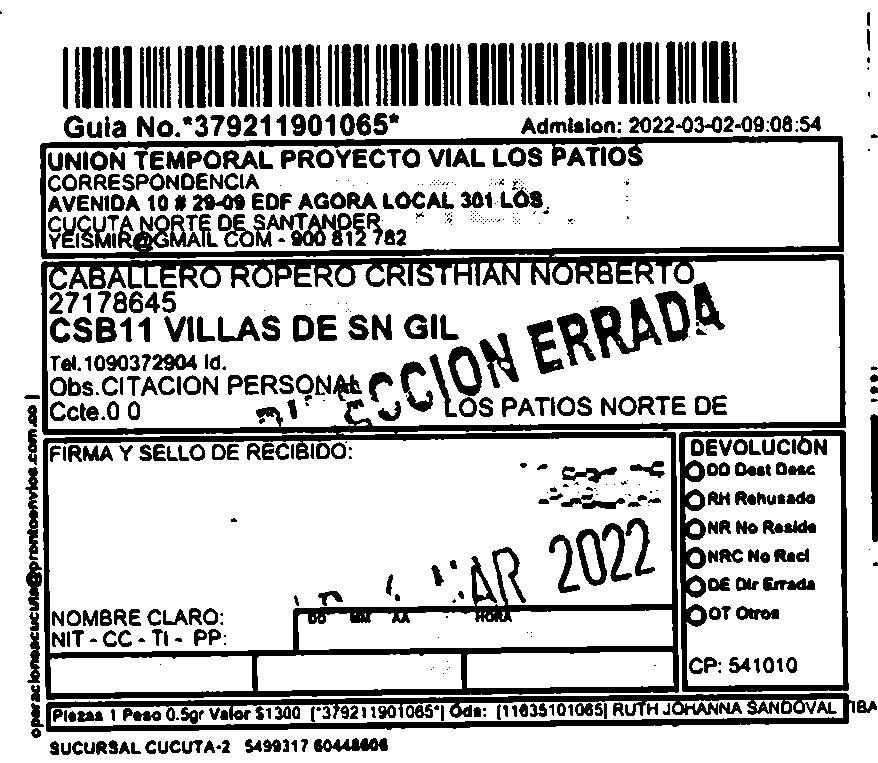 Guia No.*379211901065*
Admision: 2022-03-02-09:08:54
UNION TEMPORAL PROYECTO VIAL LOS PATIOS
CORRESPONDENCIA
AVENIDA 10 # 29-09 EDF AGORA LOCAL 301 LOS
CUCUTA NORTE DE SANTANDER
YEISMIR@GMAIL COM - 900 812 782
CABALLERO ROPERO CRISTHIAN NORBERTO
27178645
CSB11 VILLAS DE SN GIL
Tel.1090372904 Id.
Obs.CITACION PERSONAL
Ccte.0 0
LOS PATIOS NORTE DE
ECCION ERRADA
FIRMA Y SELLO DE RECIBIDO:
MAR 2022
NOMBRE CLARO:
NIT - CC - TI - PP:
DD MM AA HORA
DEVOLUCIÓN
DD Dest Desc
RH Rehusado
NR No Reside
NRC No Recl
DE Dir Errada
OT Otros
CP: 541010
Piezas 1 Peso 0.5gr Valor $1300 [*379211901065*] Ods: [11635101065] RUTH JOHANNA SANDOVAL TIBA
SUCURSAL CUCUTA-2 5499317 60448606
operacionescucuta@prontoenvios.com.co